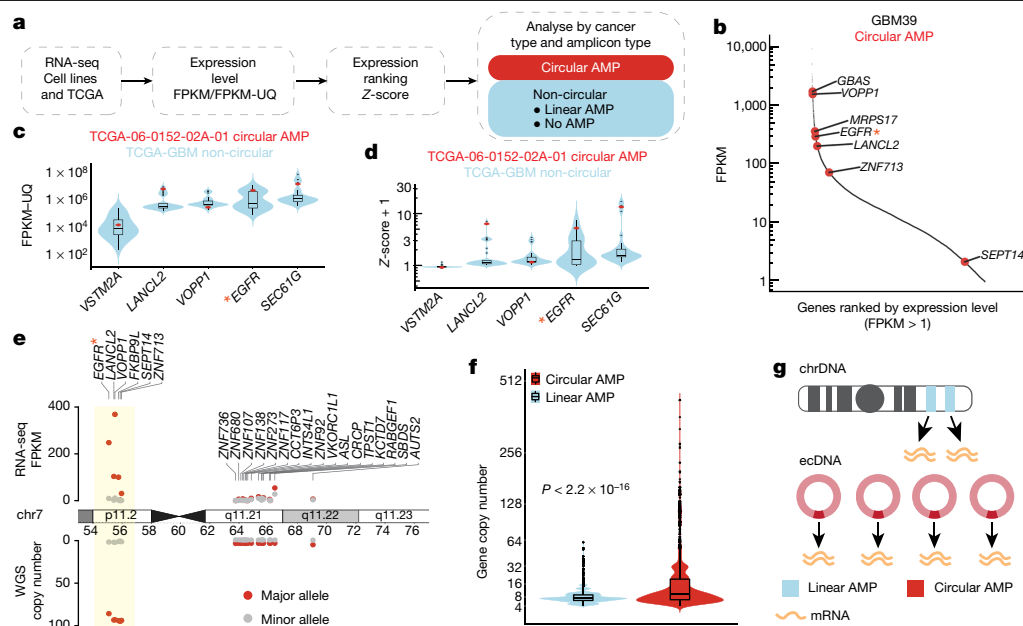 a
RNA-seq
Cell lines
and TCGA
Expression
level
FPKM/FPKM-UQ
Expression
ranking
Z-score
Analyse by cancer
type and amplicon type
Circular AMP
Non-circular
● Linear AMP
● No AMP
b
GBM39
Circular AMP
FPKM
10,000
1,000
100
10
1
GBAS
VOPP1
MRPS17
EGFR*
LANCL2
ZNF713
SEPT14
Genes ranked by expression level
(FPKM > 1)
c
TCGA-06-0152-02A-01 circular AMP
TCGA-GBM non-circular
FPKM–UQ
1 × 10⁸
1 × 10⁶
1 × 10⁴
1 × 10²
VSTM2A
LANCL2
VOPP1
*EGFR
SEC61G
d
TCGA-06-0152-02A-01 circular AMP
TCGA-GBM non-circular
Z-score + 1
30
10
3
1
VSTM2A
LANCL2
VOPP1
*EGFR
SEC61G
e
EGFR*
LANCL2
VOPP1
FKBP9L
SEPT14
ZNF713
ZNF736
ZNF680
ZNF107
ZNF138
ZNF273
ZNF117
KCT6P3
INTS4L1
ZNF92
VKORC1L1
ASL
CRCP
TPST1
KCTD7
RABGEF1
SBDS
AUTS2
RNA-seq
FPKM
400
200
0
chr7
p11.2
q11.21
q11.22
q11.23
54 56 58 60 62 64 66 68 70 72 74 76
WGS
copy number
0
50
100
Major allele
Minor allele
f
Circular AMP
Linear AMP
Gene copy number
512
256
128
64
32
16
8
4
P < 2.2 × 10⁻¹⁶
g
chrDNA
ecDNA
Linear AMP
Circular AMP
mRNA